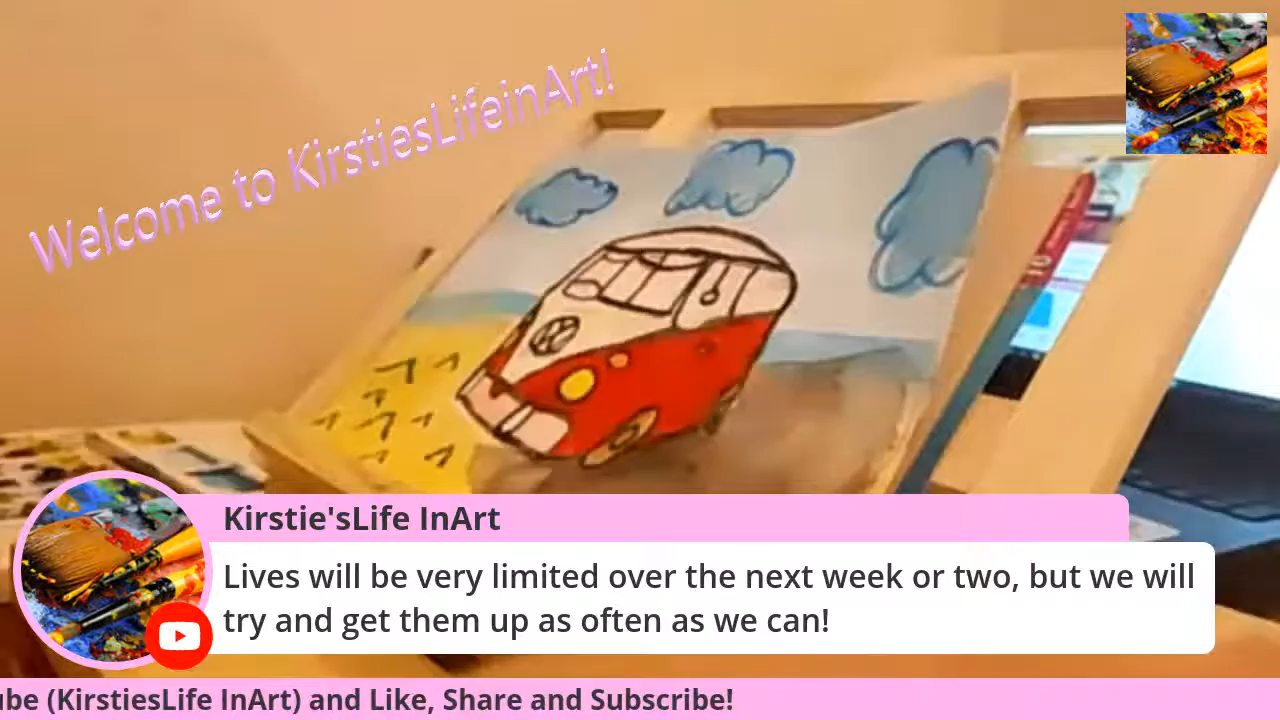 Welcome to KirstiesLifeinArt!
Kirstie'sLife InArt
Lives will be very limited over the next week or two, but we will
try and get them up as often as we can!
(KirstiesLife InArt) and Like, Share and Subscribe!